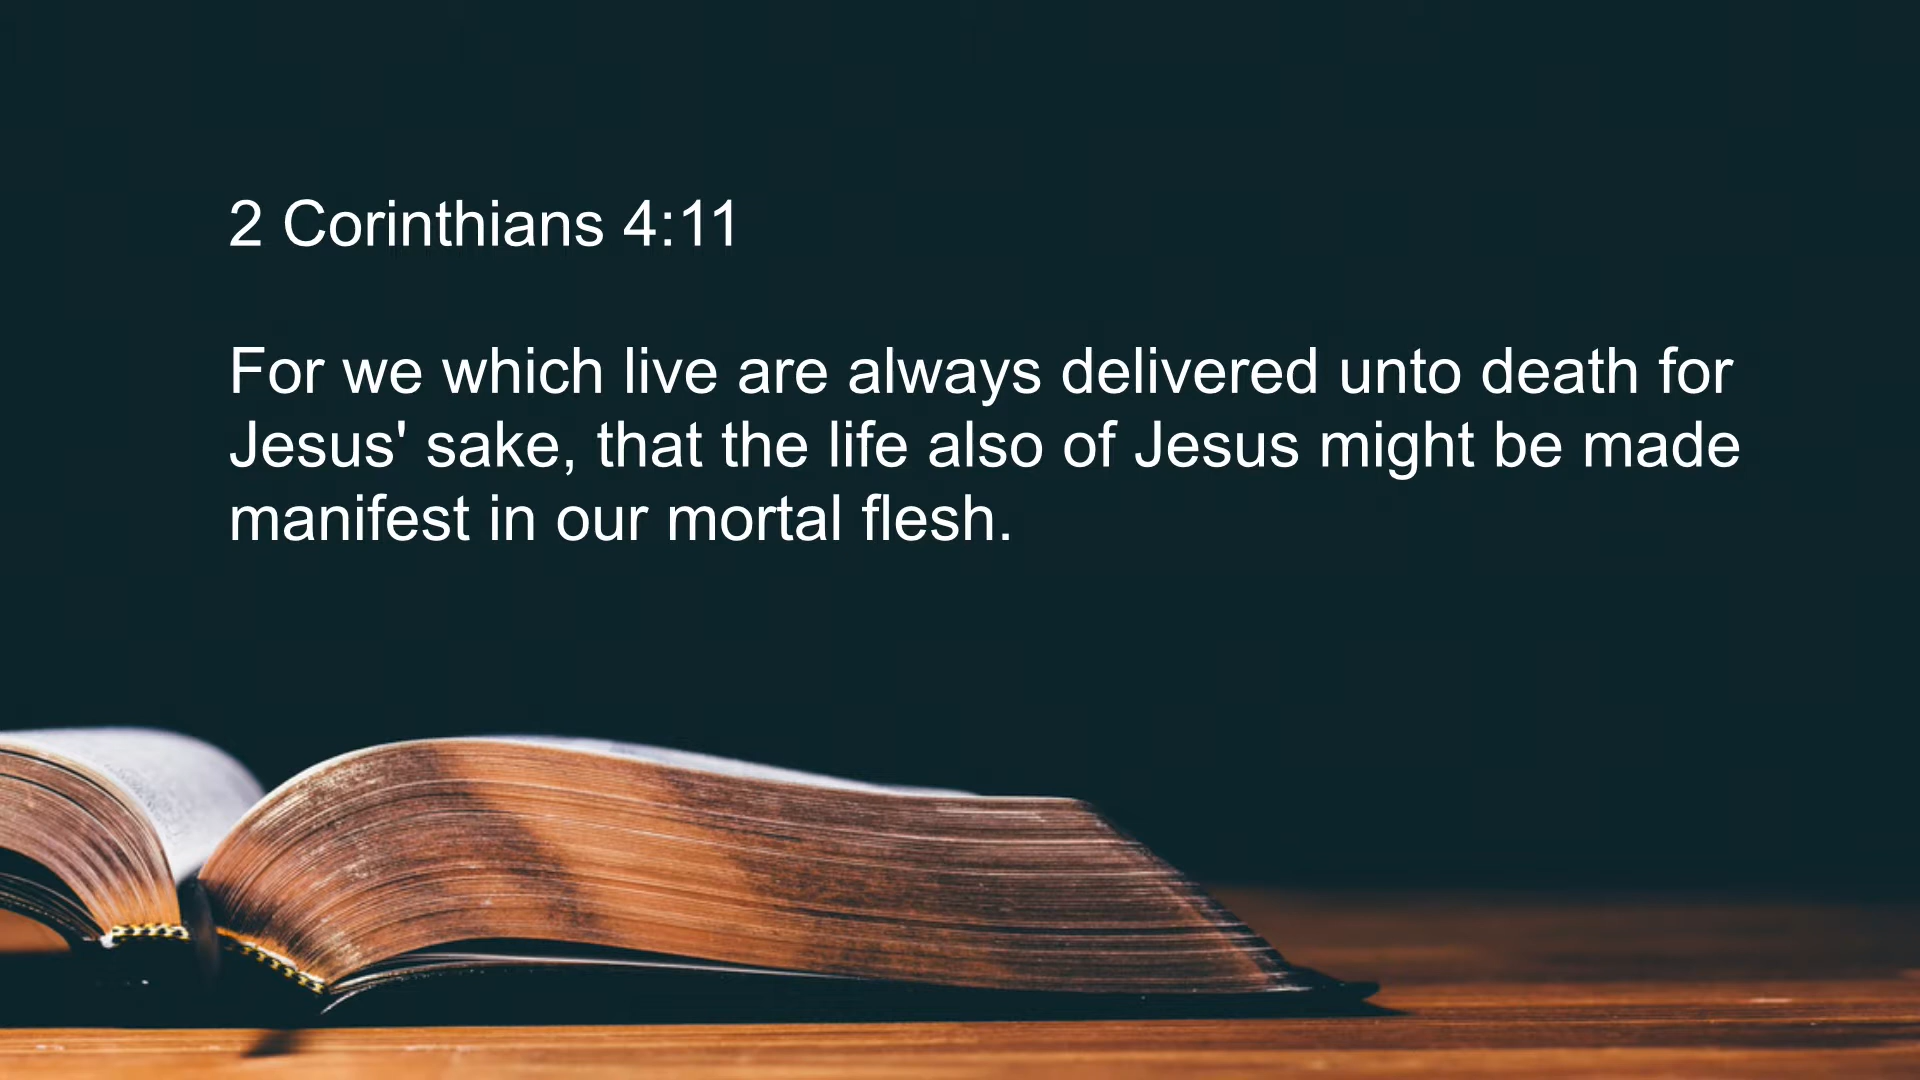 2 Corinthians 4:11
For we which live are always delivered unto death for
Jesus' sake, that the life also of Jesus might be made
manifest in our mortal flesh.